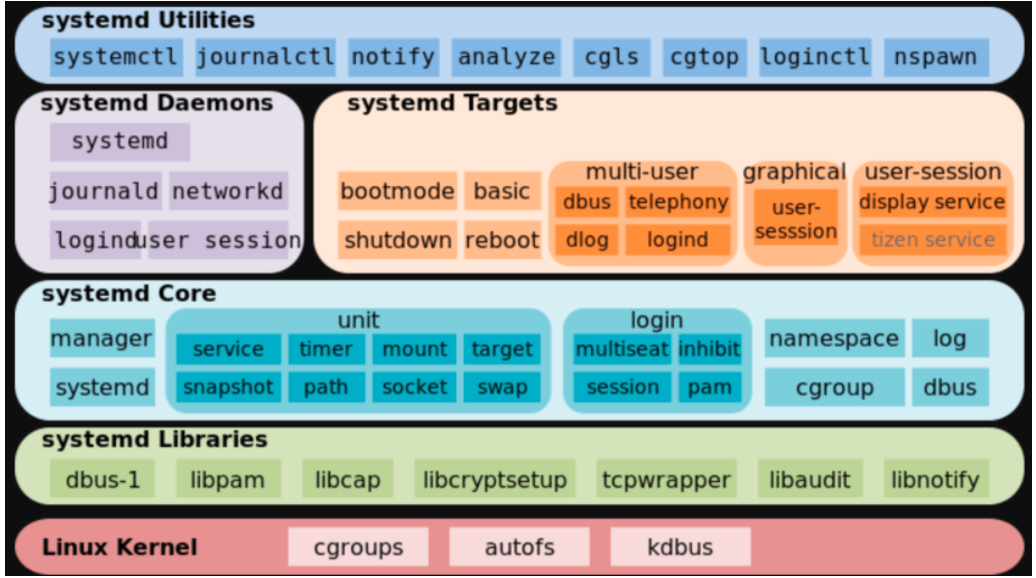 systemd Utilities
systemctl journalctl notify analyze cgls cgtop loginctl nspawn
systemd Daemons
systemd
journald networkd
logind user session
systemd Targets
bootmode basic
shutdown reboot
multi-user
dbus telephony
dlog logind
graphical
user-
sesssion
user-session
display service
tizen service
systemd Core
manager
systemd
unit
service timer mount target
snapshot path socket swap
login
multiseat inhibit
session pam
namespace log
cgroup dbus
systemd Libraries
dbus-1 libpam libcap libcryptsetup tcpwrapper libaudit libnotify
Linux Kernel cgroups autofs kdbus